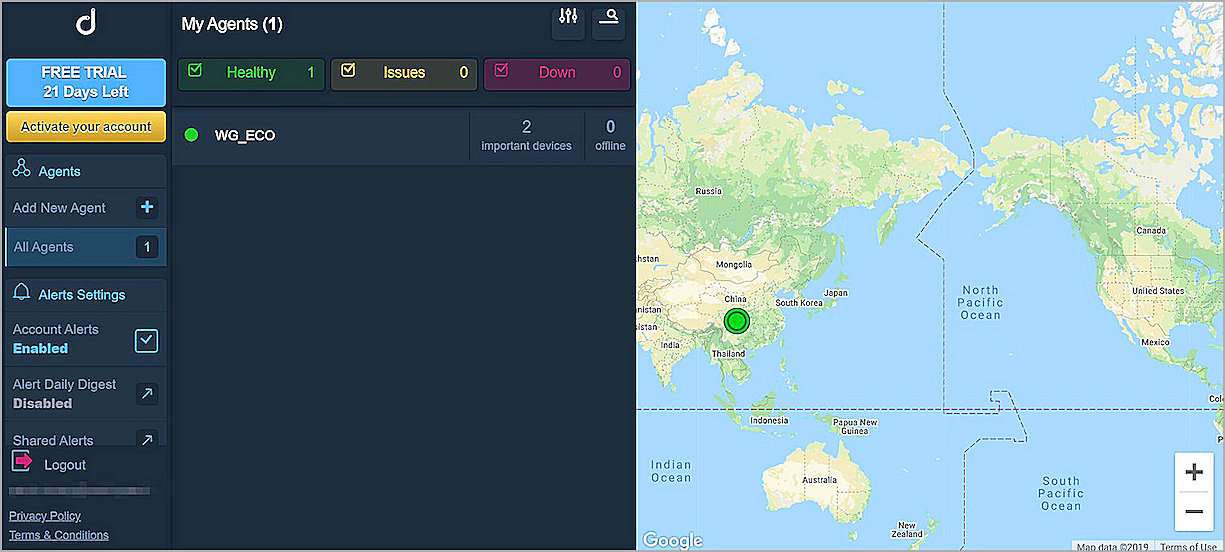 d
FREE TRIAL
21 Days Left
Activate your account
Agents
Add New Agent
All Agents 1
Alerts Settings
Account Alerts
Enabled
Alert Daily Digest
Disabled
Shared Alerts
Logout
Privacy Policy
Terms & Conditions
My Agents (1)
Healthy 1
Issues 0
Down 0
WG_ECO
2
important devices
0
offline
Russia
Canada
khstan
Mongolia
North
Pacific
Ocean
United States
China
Japan
South Korea
anistan
istan
India
Mexico
Thailand
Indonesia
Papua New
Guinea
Col
P
Indian
Ocean
Australia
South
Pacific
Ocean
New
Zealand
Google
Map data ©2019
Terms of Use